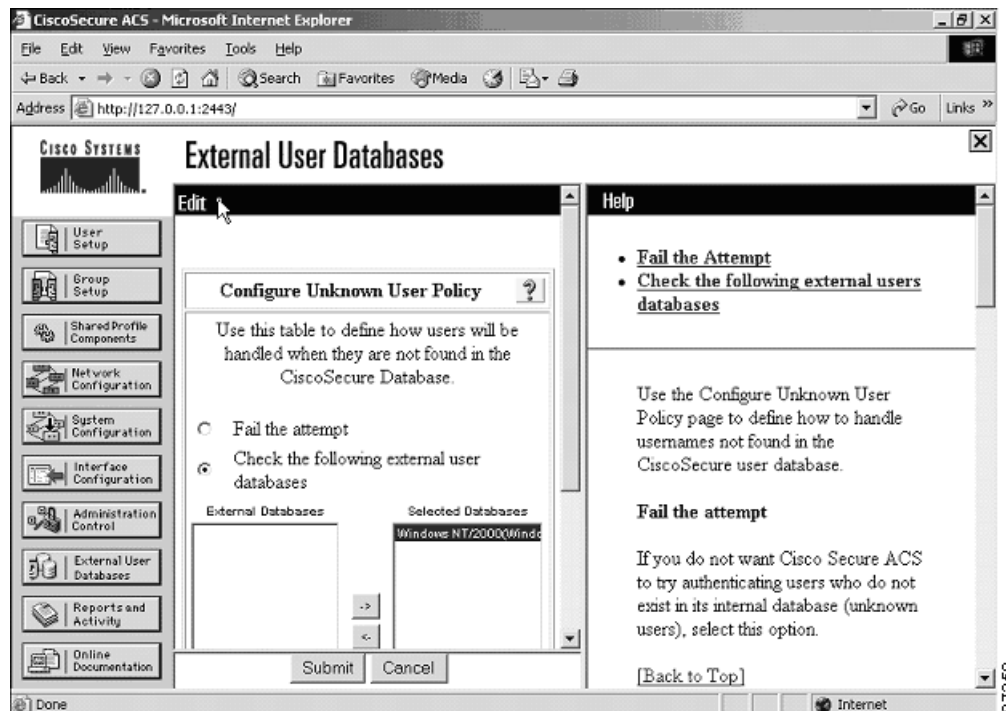 CiscoSecure ACS - Microsoft Internet Explorer
File Edit View Favorites Tools Help
Back Search Favorites Media
Address http://127.0.0.1:2443/ Go Links »
CISCO SYSTEMS
External User Databases
User
Setup
Group
Setup
Shared Profile
Components
Network
Configuration
System
Configuration
Interface
Configuration
Administration
Control
External User
Databases
Reports and
Activity
Online
Documentation
Edit
Configure Unknown User Policy ?
Use this table to define how users will be
handled when they are not found in the
CiscoSecure Database.
Fail the attempt
Check the following external user
databases
External Databases
Selected Databases
Windows NT/2000(Windo
->
<-
Submit Cancel
Help
• Fail the Attempt
• Check the following external users
databases
Use the Configure Unknown User
Policy page to define how to handle
usernames not found in the
CiscoSecure user database.
Fail the attempt
If you do not want Cisco Secure ACS
to try authenticating users who do not
exist in its internal database (unknown
users), select this option.
[Back to Top]
Done Internet